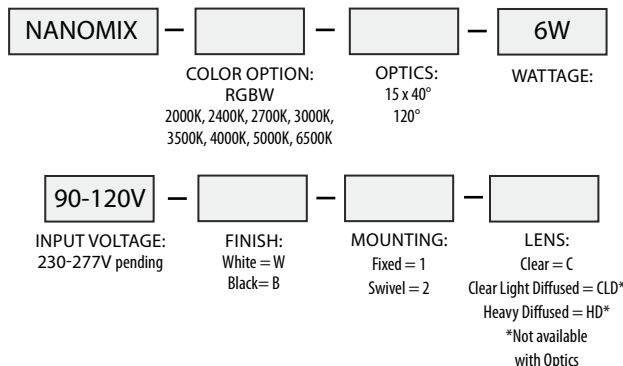 NANOMIX – – – 6W
COLOR OPTION:
RGBW
2000K, 2400K, 2700K, 3000K,
3500K, 4000K, 5000K, 6500K
OPTICS:
15 x 40°
120°
WATTAGE:
90-120V – – –
INPUT VOLTAGE:
230-277V pending
FINISH:
White = W
Black= B
MOUNTING:
Fixed = 1
Swivel = 2
LENS:
Clear = C
Clear Light Diffused = CLD*
Heavy Diffused = HD*
*Not available
with Optics